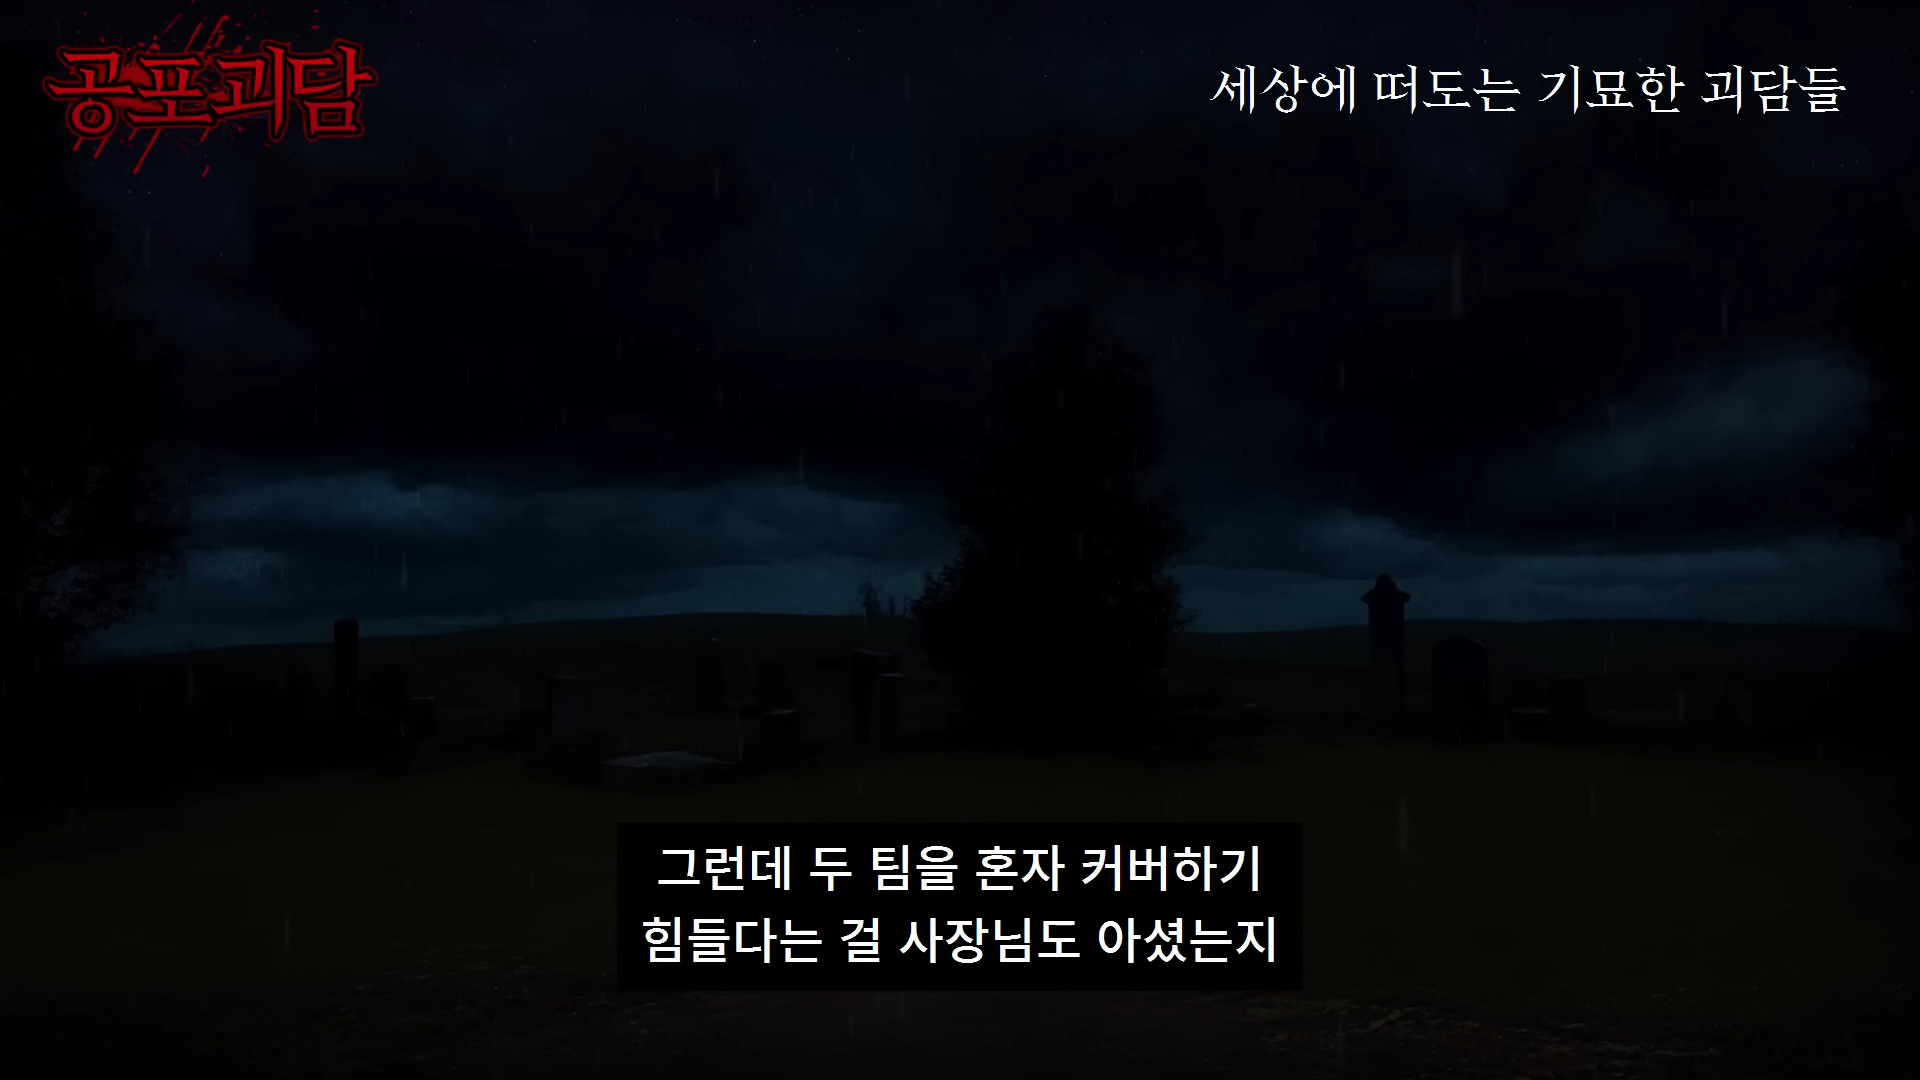 공포괴담
세상에 떠도는 기묘한 괴담들
그런데 두 팀을 혼자 커버하기
힘들다는 걸 사장님도 아셨는지